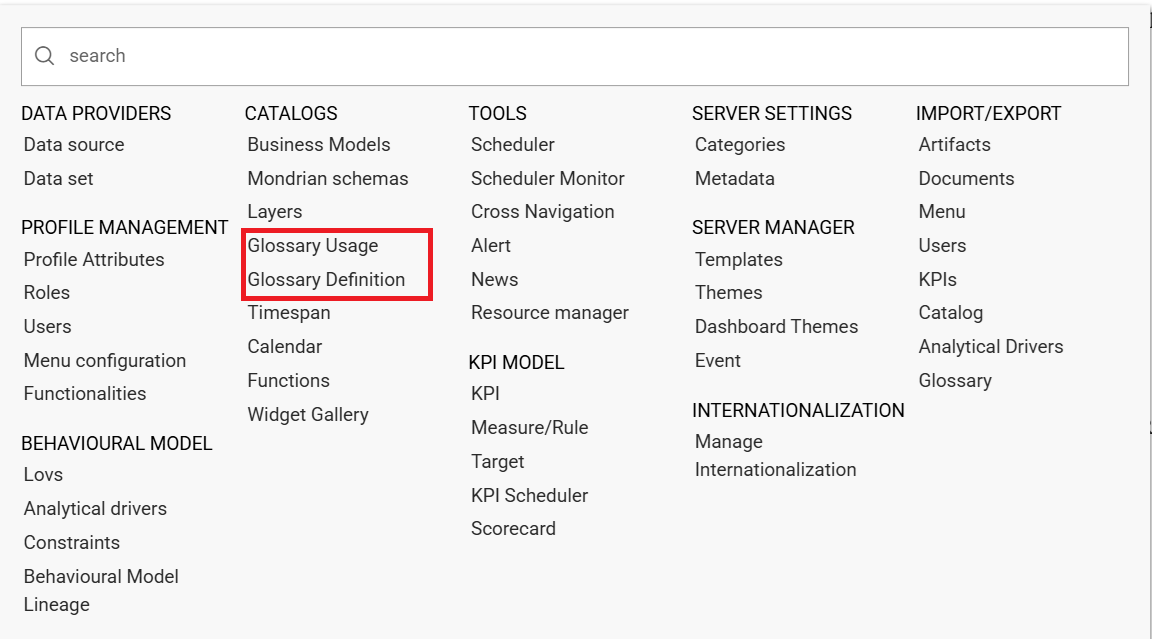 search
DATA PROVIDERS
Data source
Data set
PROFILE MANAGEMENT
Profile Attributes
Roles
Users
Menu configuration
Functionalities
BEHAVIOURAL MODEL
Lovs
Analytical drivers
Constraints
Behavioural Model
Lineage
CATALOGS
Business Models
Mondrian schemas
Layers
Glossary Usage
Glossary Definition
Timespan
Calendar
Functions
Widget Gallery
TOOLS
Scheduler
Scheduler Monitor
Cross Navigation
Alert
News
Resource manager
KPI MODEL
KPI
Measure/Rule
Target
KPI Scheduler
Scorecard
SERVER SETTINGS
Categories
Metadata
SERVER MANAGER
Templates
Themes
Dashboard Themes
Event
INTERNATIONALIZATION
Manage
Internationalization
IMPORT/EXPORT
Artifacts
Documents
Menu
Users
KPIs
Catalog
Analytical Drivers
Glossary